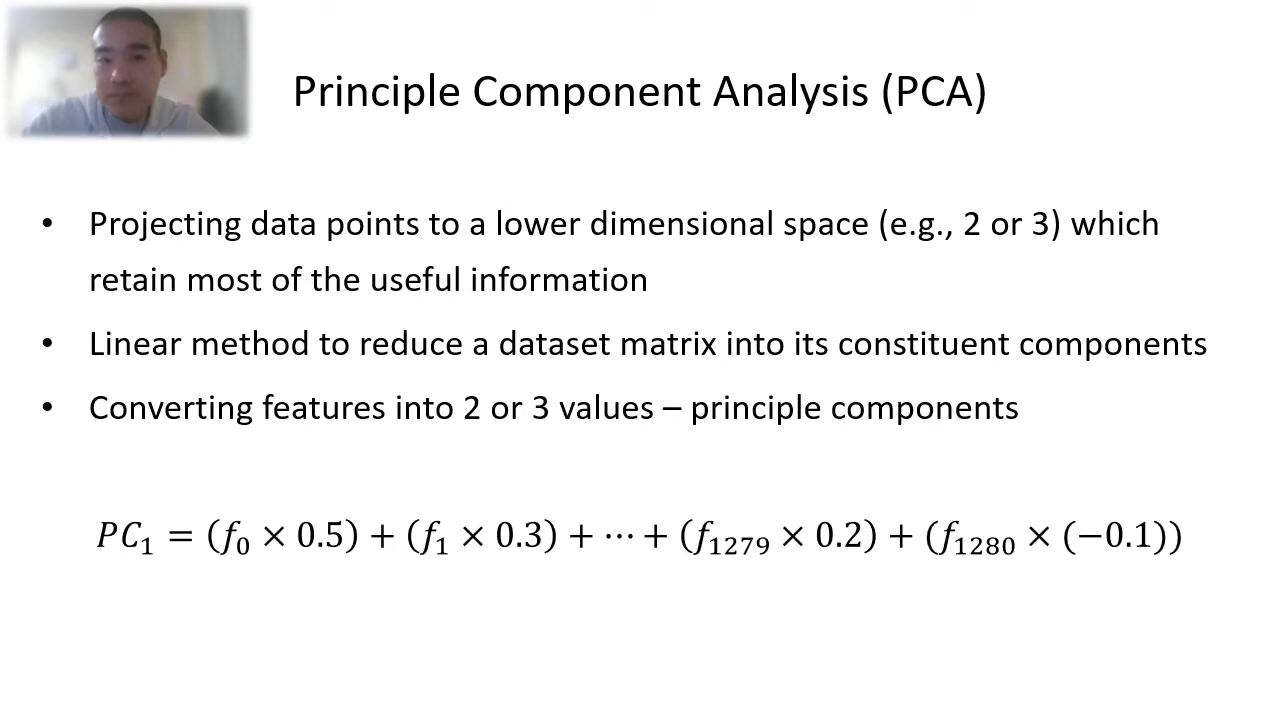 Principle Component Analysis (PCA)
• Projecting data points to a lower dimensional space (e.g., 2 or 3) which
retain most of the useful information
• Linear method to reduce a dataset matrix into its constituent components
• Converting features into 2 or 3 values – principle components
𝑃𝐶₁ = (𝑓₀ × 0.5) + (𝑓₁ × 0.3) + ⋯ + (𝑓₁₂₇₉ × 0.2) + (𝑓₁₂₈₀ × (−0.1))